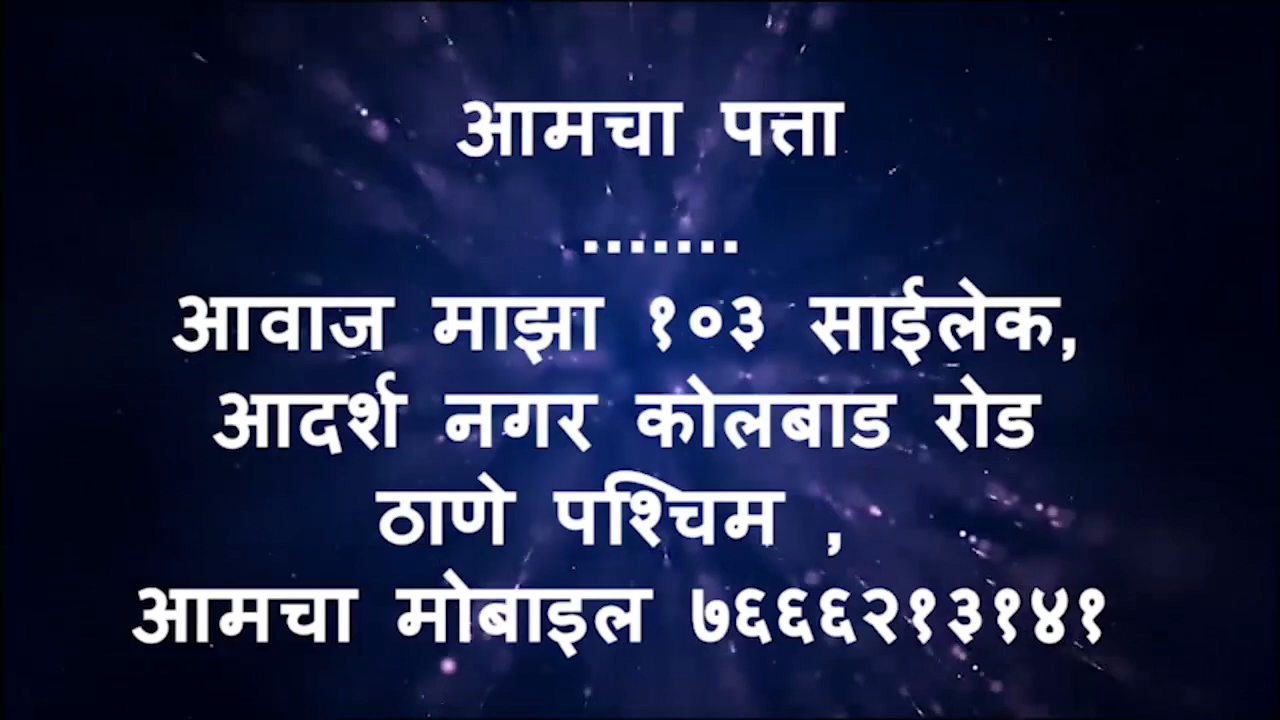 आमचा पत्ता
.......
आवाज माझा १०३ साईलेक,
आदर्श नगर कोलबाड रोड
ठाणे पश्चिम ,
आमचा मोबाइल ७६६६२१३१४१